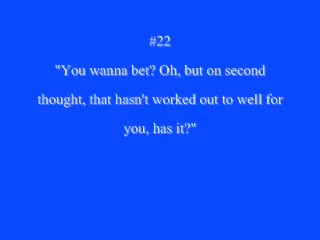 #22
"You wanna bet? Oh, but on second
thought, that hasn't worked out to well for
you, has it?"